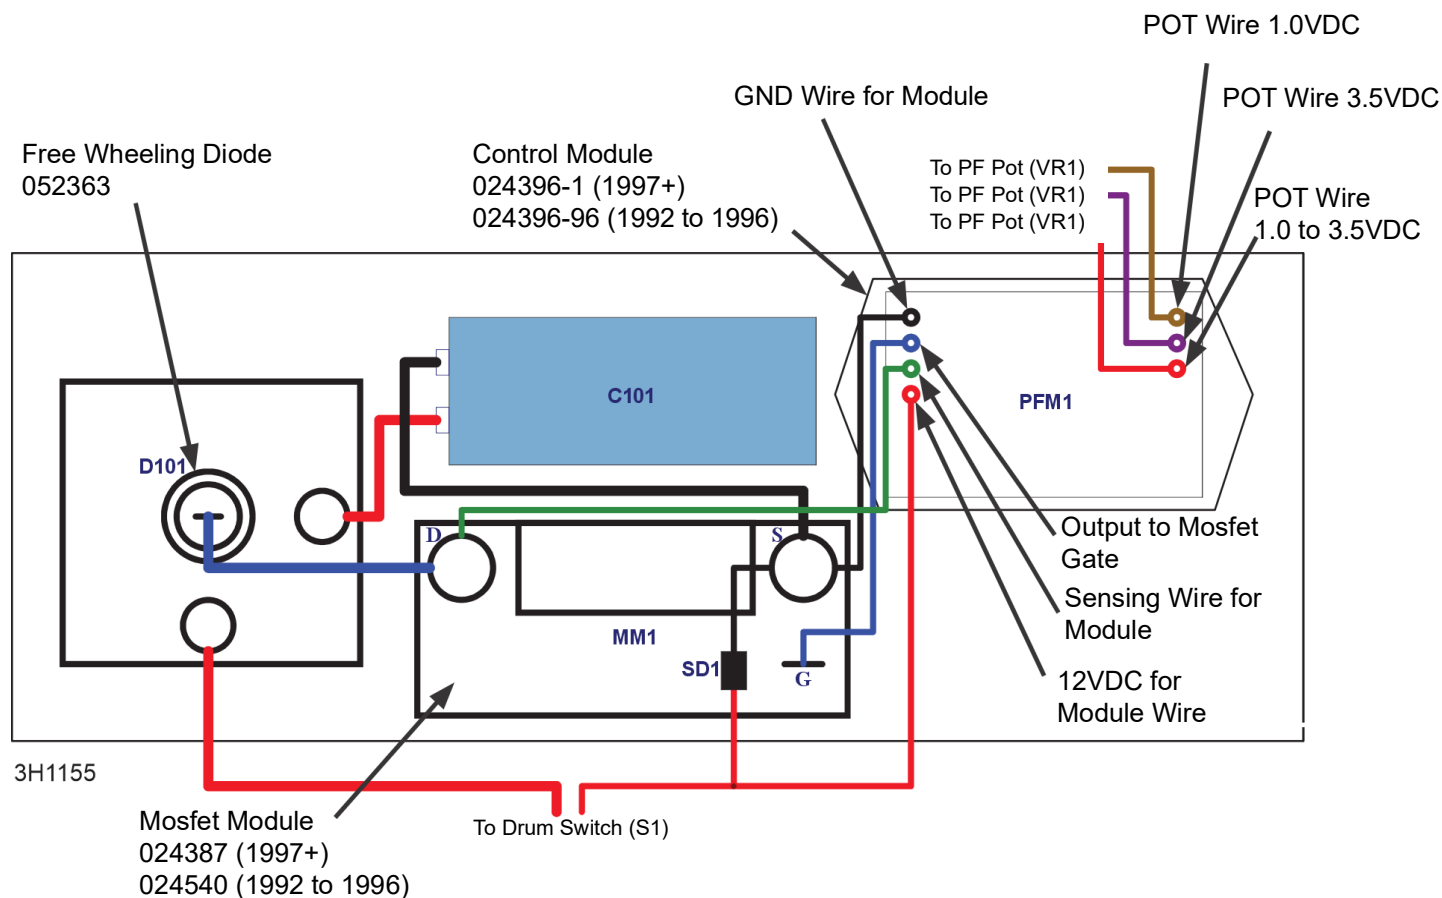 POT Wire 1.0VDC
GND Wire for Module
POT Wire 3.5VDC
Free Wheeling Diode
052363
Control Module
024396-1 (1997+)
024396-96 (1992 to 1996)
To PF Pot (VR1)
To PF Pot (VR1)
To PF Pot (VR1)
POT Wire
1.0 to 3.5VDC
C101
PFM1
D101
D
S
Output to Mosfet
Gate
Sensing Wire for
Module
MM1
SD1
G
12VDC for
Module Wire
3H1155
Mosfet Module
024387 (1997+)
024540 (1992 to 1996)
To Drum Switch (S1)